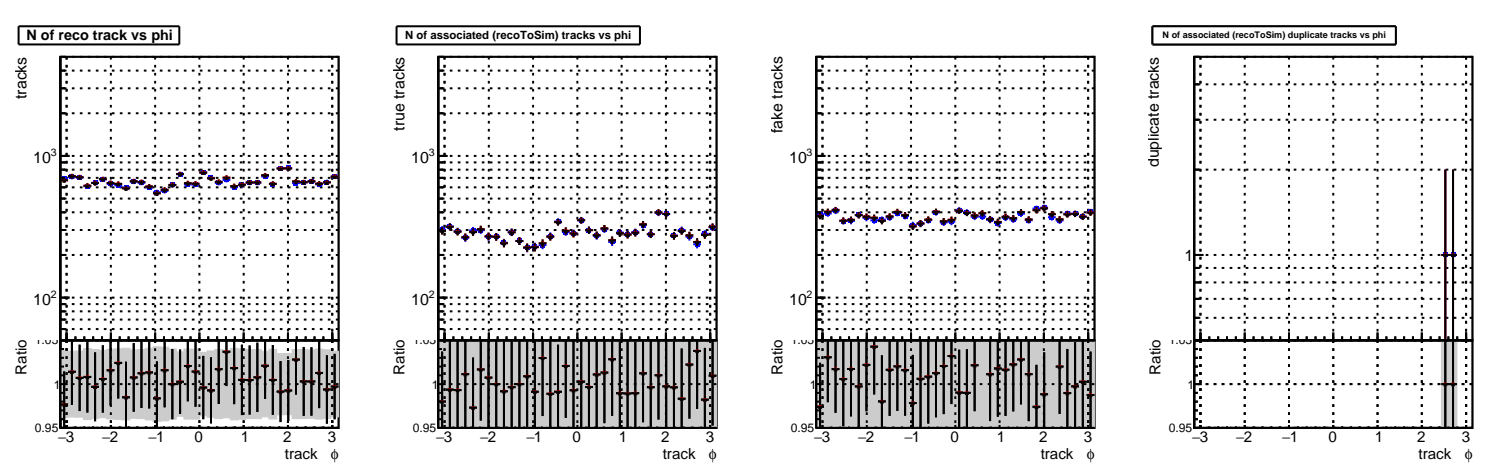 N of reco track vs phi
tracks
10³
10²
Ratio
1.05
1
0.95
−3 −2 −1 0 1 2 3
track ϕ
N of associated (recoToSim) tracks vs phi
true tracks
10³
10²
Ratio
1.05
1
0.95
−3 −2 −1 0 1 2 3
track ϕ
fake tracks
10³
10²
Ratio
1.05
1
0.95
−3 −2 −1 0 1 2 3
track ϕ
N of associated (recoToSim) duplicate tracks vs phi
duplicate tracks
1
Ratio
1.05
1
0.95
−3 −2 −1 0 1 2 3
track ϕ